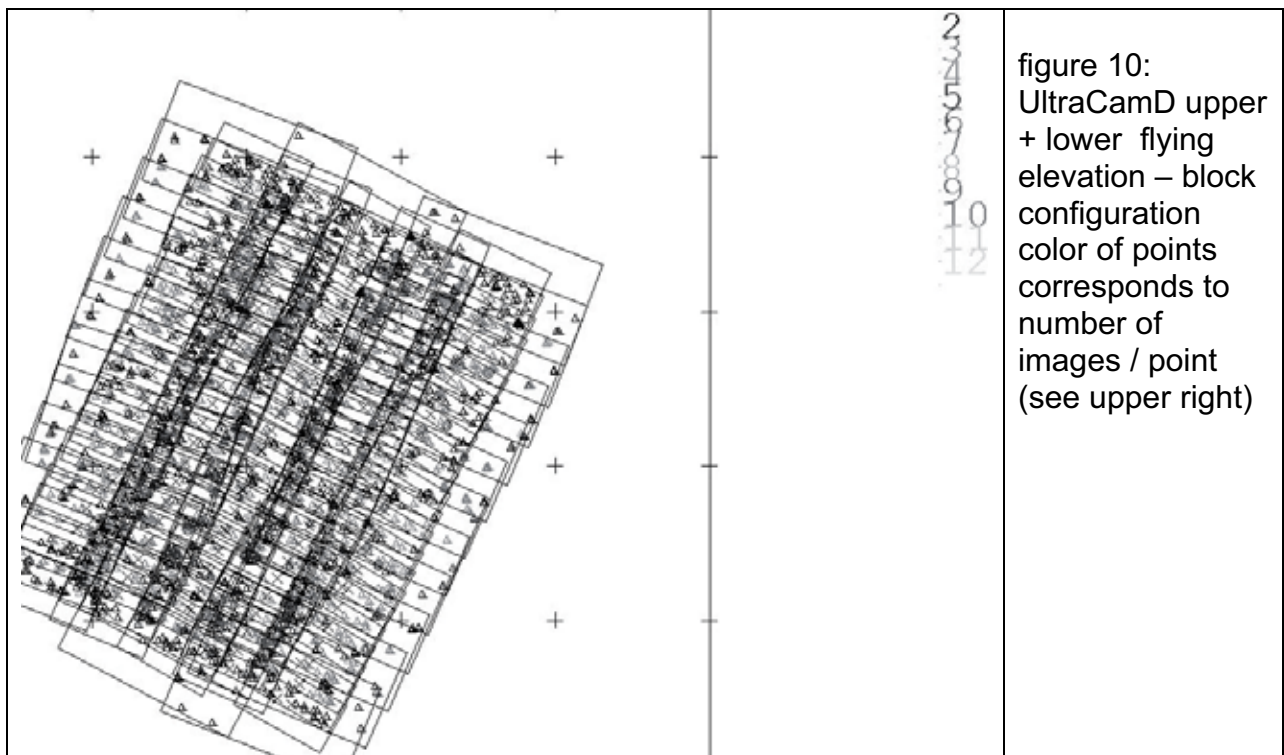 2
3
4
5
6
7
8
9
10
11
12
figure 10:
UltraCamD upper
+ lower flying
elevation – block
configuration
color of points
corresponds to
number of
images / point
(see upper right)